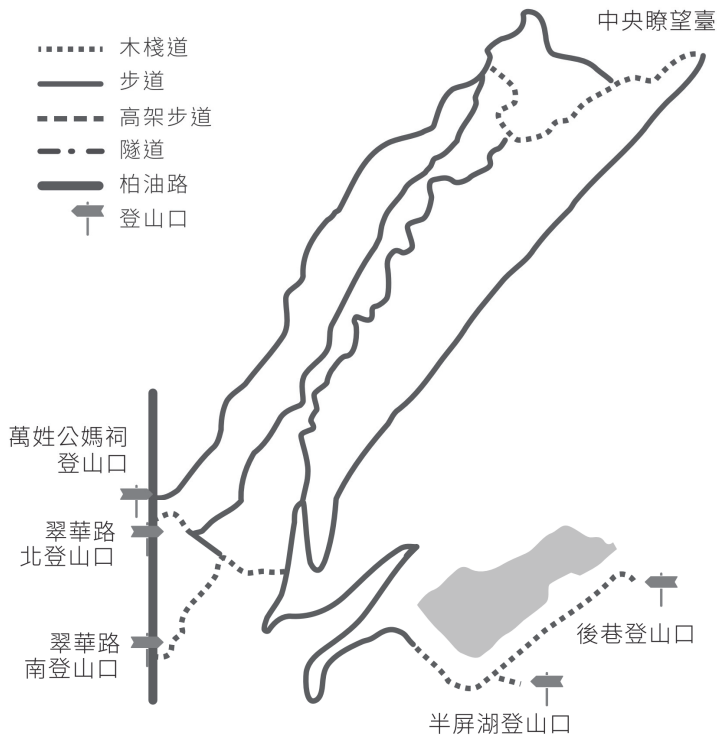 中央瞭望臺
木棧道
步道
高架步道
隧道
柏油路
登山口
萬姓公媽祠
登山口
翠華路
北登山口
翠華路
南登山口
後巷登山口
半屏湖登山口